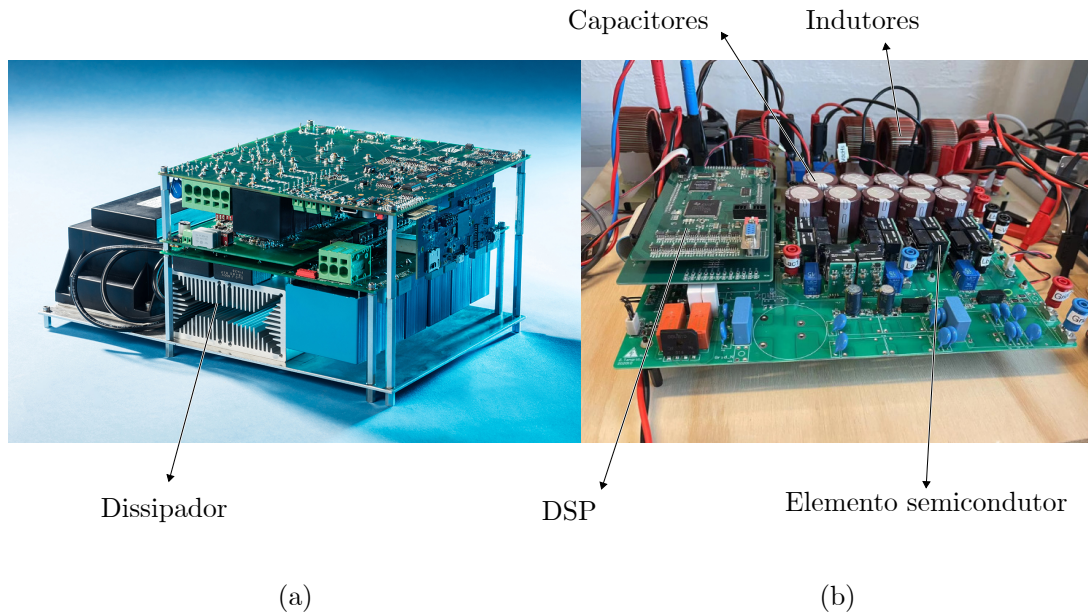 Capacitores
Indutores
Dissipador
DSP
Elemento semicondutor
(a)
(b)